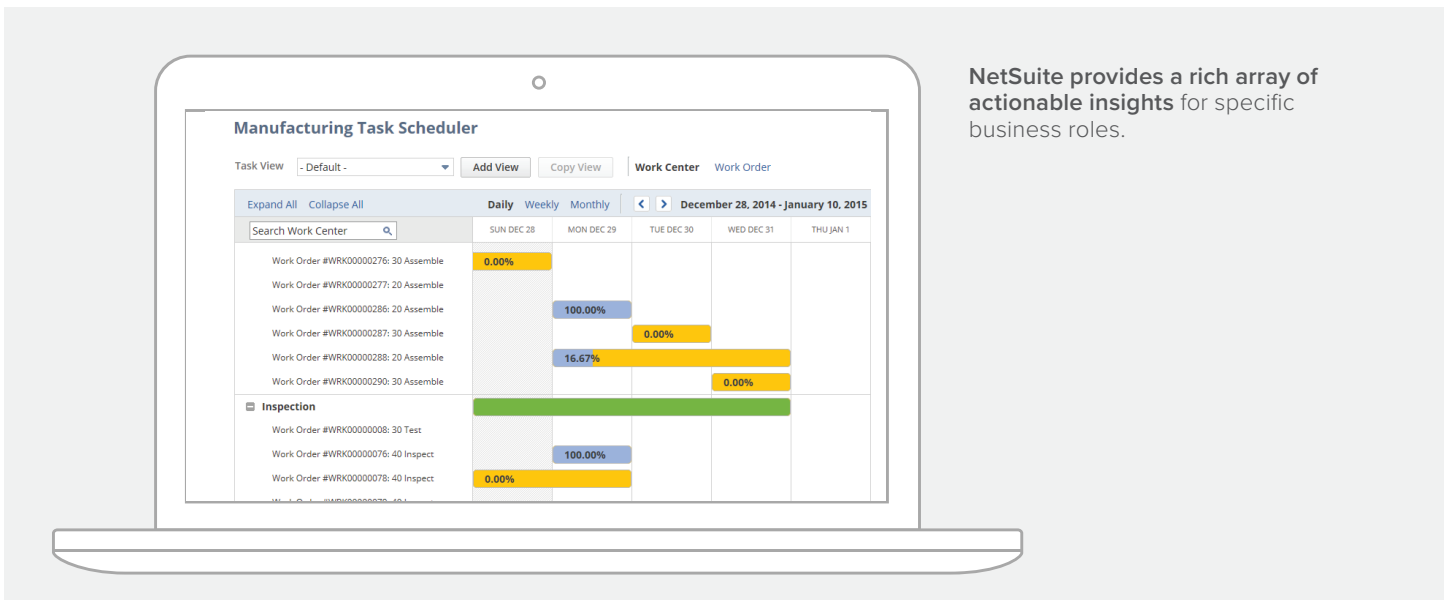 NetSuite provides a rich array of
actionable insights for specific
business roles.
Manufacturing Task Scheduler
Task View - Default - Add View Copy View Work Center Work Order
Expand All Collapse All Daily Weekly Monthly December 28, 2014 - January 10, 2015
Search Work Center SUN DEC 28 MON DEC 29 TUE DEC 30 WED DEC 31 THU JAN 1
Work Order #WRK00000276: 30 Assemble 0.00%
Work Order #WRK00000277: 20 Assemble
Work Order #WRK00000286: 20 Assemble 100.00%
Work Order #WRK00000287: 30 Assemble 0.00%
Work Order #WRK00000288: 20 Assemble 16.67%
Work Order #WRK00000290: 30 Assemble 0.00%
Inspection
Work Order #WRK00000008: 30 Test
Work Order #WRK00000076: 40 Inspect 100.00%
Work Order #WRK00000078: 40 Inspect 0.00%